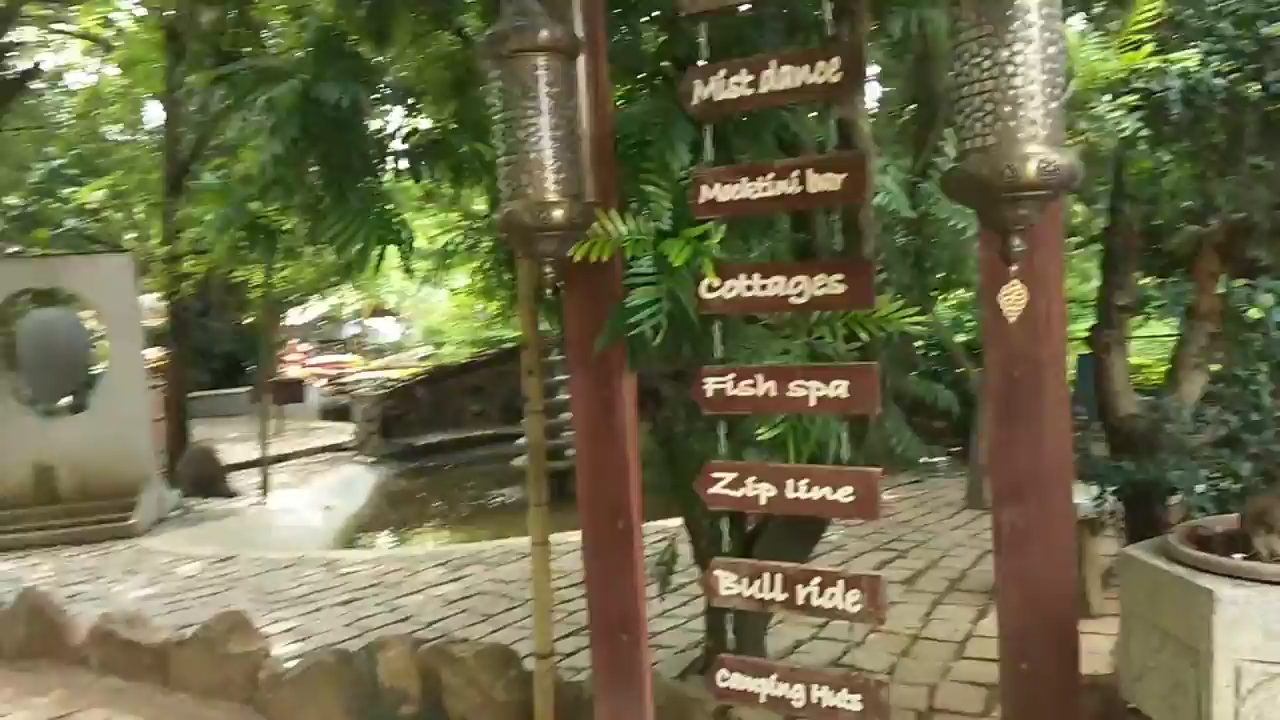 Mist dance
Mocktini bar
Cottages
Fish spa
Zip line
Bull ride
Camping Huts